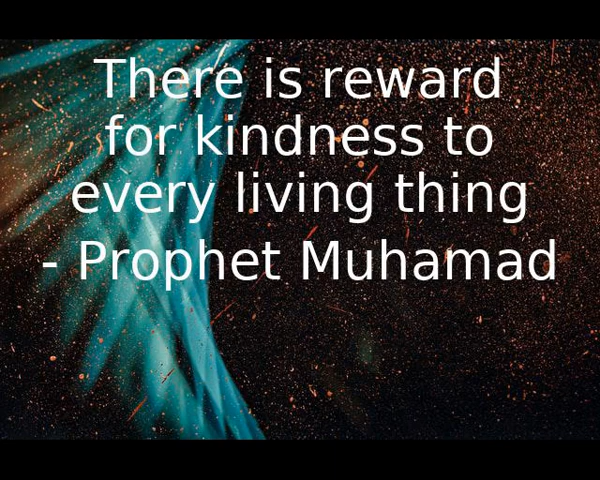 There is reward
for kindness to
every living thing
- Prophet Muhamad